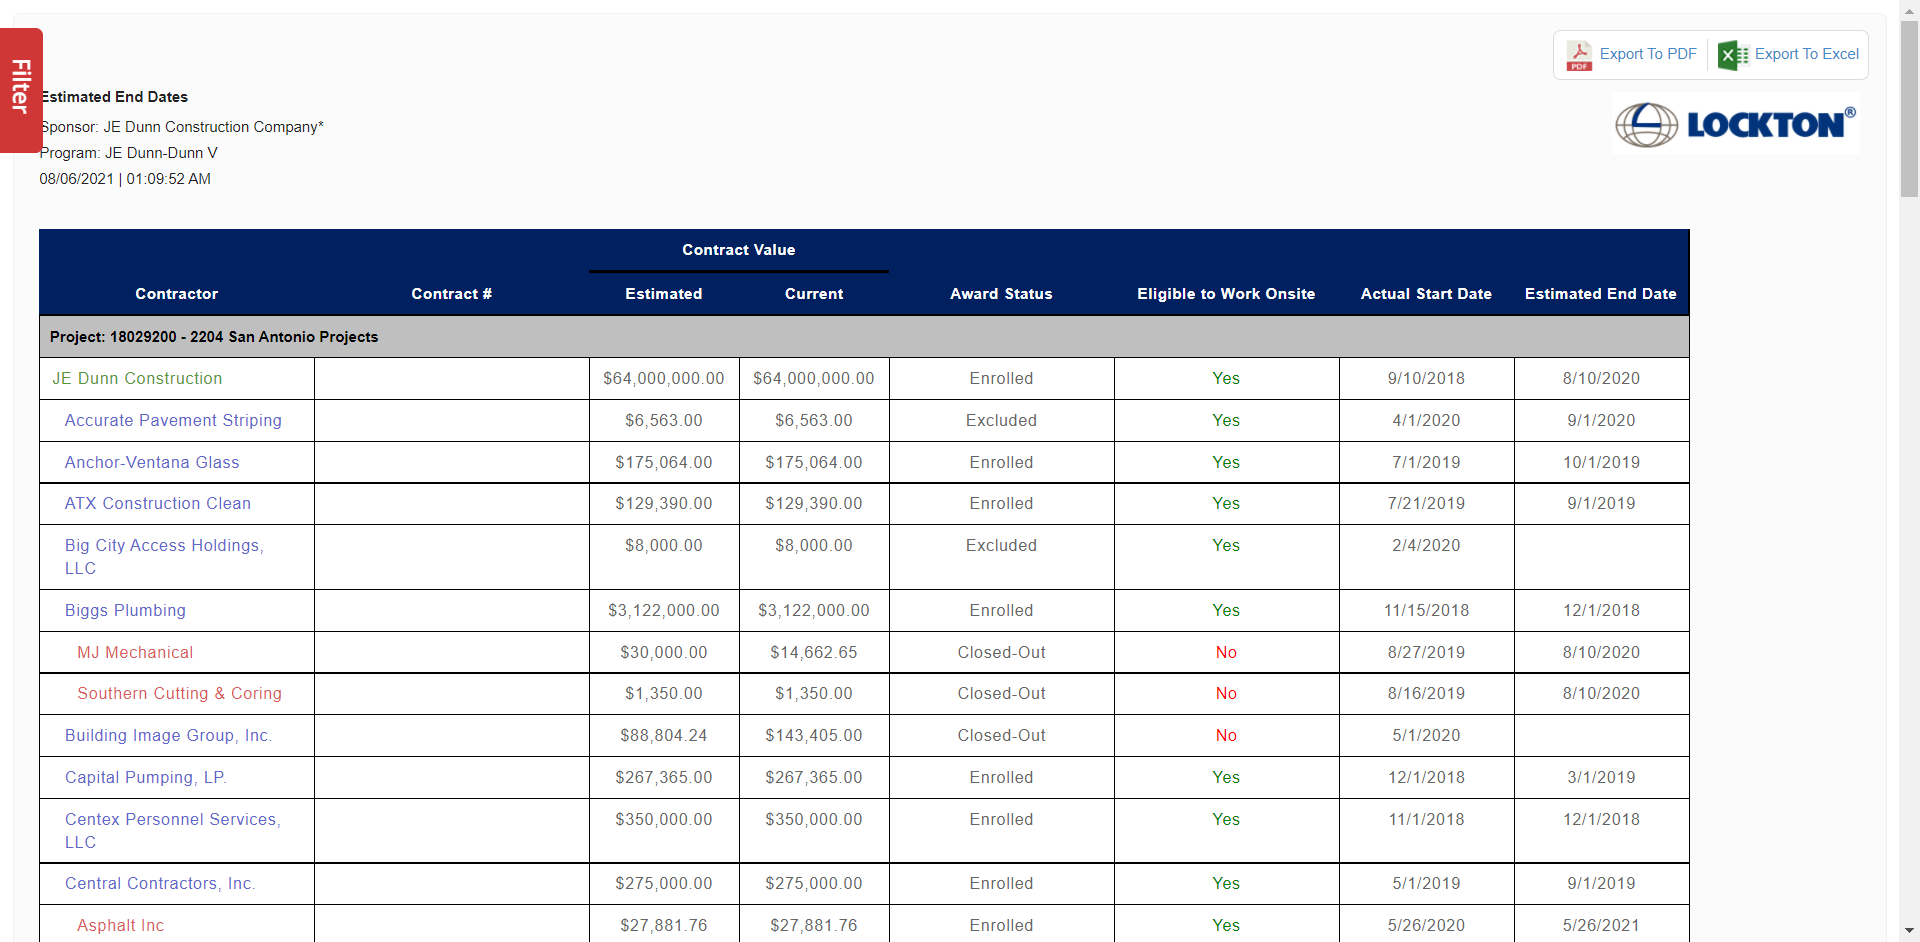 Filter
PDF
Export To PDF
Export To Excel
LOCKTON®
Estimated End Dates
Sponsor: JE Dunn Construction Company*
Program: JE Dunn-Dunn V
08/06/2021 | 01:09:52 AM
Contract Value
Contractor Contract # Estimated Current Award Status Eligible to Work Onsite Actual Start Date Estimated End Date
Project: 18029200 - 2204 San Antonio Projects
JE Dunn Construction $64,000,000.00 $64,000,000.00 Enrolled Yes 9/10/2018 8/10/2020
Accurate Pavement Striping $6,563.00 $6,563.00 Excluded Yes 4/1/2020 9/1/2020
Anchor-Ventana Glass $175,064.00 $175,064.00 Enrolled Yes 7/1/2019 10/1/2019
ATX Construction Clean $129,390.00 $129,390.00 Enrolled Yes 7/21/2019 9/1/2019
Big City Access Holdings, $8,000.00 $8,000.00 Excluded Yes 2/4/2020
LLC
Biggs Plumbing $3,122,000.00 $3,122,000.00 Enrolled Yes 11/15/2018 12/1/2018
MJ Mechanical $30,000.00 $14,662.65 Closed-Out No 8/27/2019 8/10/2020
Southern Cutting & Coring $1,350.00 $1,350.00 Closed-Out No 8/16/2019 8/10/2020
Building Image Group, Inc. $88,804.24 $143,405.00 Closed-Out No 5/1/2020
Capital Pumping, LP. $267,365.00 $267,365.00 Enrolled Yes 12/1/2018 3/1/2019
Centex Personnel Services, $350,000.00 $350,000.00 Enrolled Yes 11/1/2018 12/1/2018
LLC
Central Contractors, Inc. $275,000.00 $275,000.00 Enrolled Yes 5/1/2019 9/1/2019
Asphalt Inc $27,881.76 $27,881.76 Enrolled Yes 5/26/2020 5/26/2021